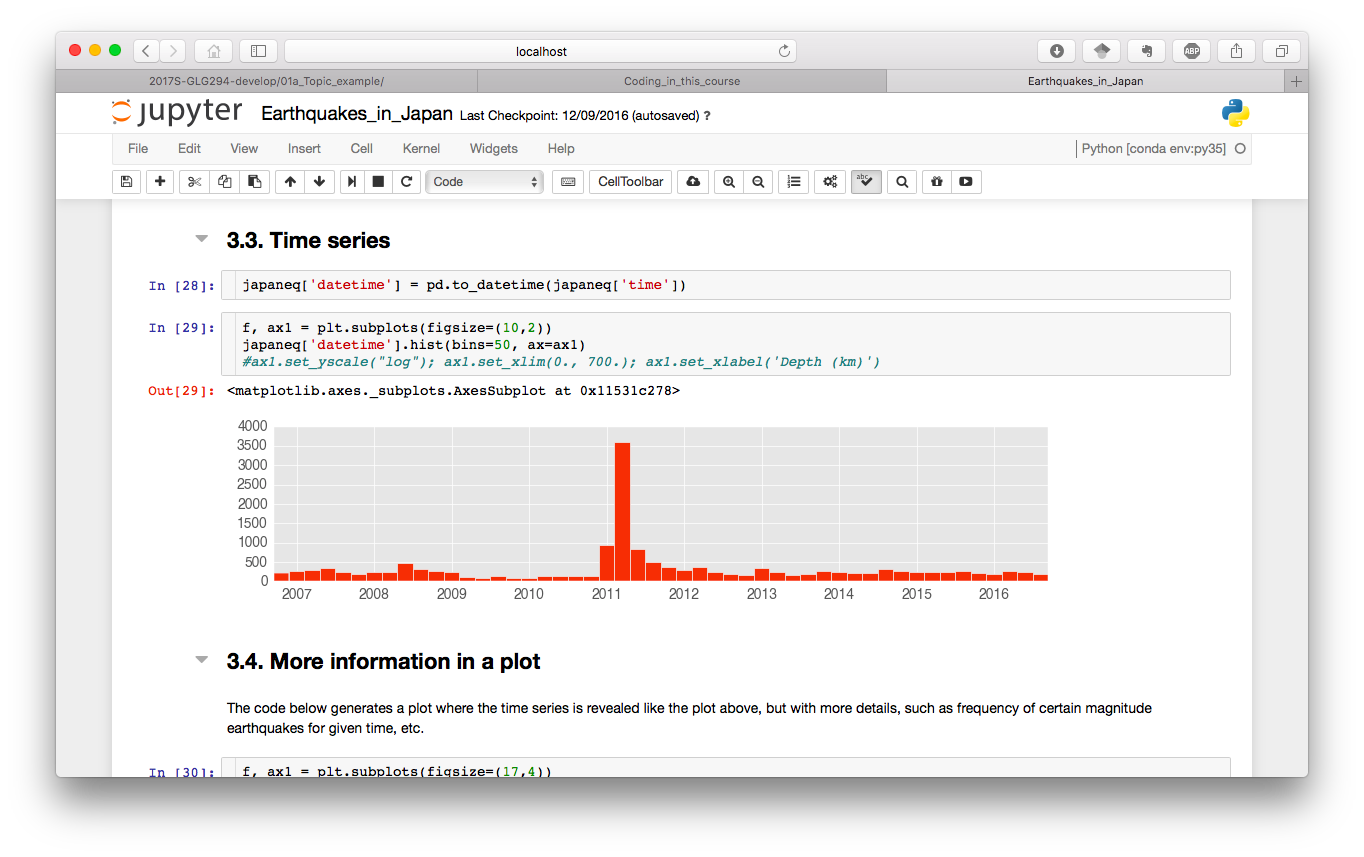 localhost
ABP
2017S-GLG294-develop/01a_Topic_example/
Coding_in_this_course
Earthquakes_in_Japan
jupyter Earthquakes_in_Japan Last Checkpoint: 12/09/2016 (autosaved) ?
File Edit View Insert Cell Kernel Widgets Help
Python [conda env:py35]
Code
CellToolbar
abc
3.3. Time series
In [28]: japaneq['datetime'] = pd.to_datetime(japaneq['time'])
In [29]: f, ax1 = plt.subplots(figsize=(10,2))
japaneq['datetime'].hist(bins=50, ax=ax1)
#ax1.set_yscale("log"); ax1.set_xlim(0., 700.); ax1.set_xlabel('Depth (km)')
Out[29]: <matplotlib.axes._subplots.AxesSubplot at 0x11531c278>
4000
3500
3000
2500
2000
1500
1000
500
0
2007 2008 2009 2010 2011 2012 2013 2014 2015 2016
3.4. More information in a plot
The code below generates a plot where the time series is revealed like the plot above, but with more details, such as frequency of certain magnitude
earthquakes for given time, etc.
In [30]: f, ax1 = plt.subplots(figsize=(17,4))